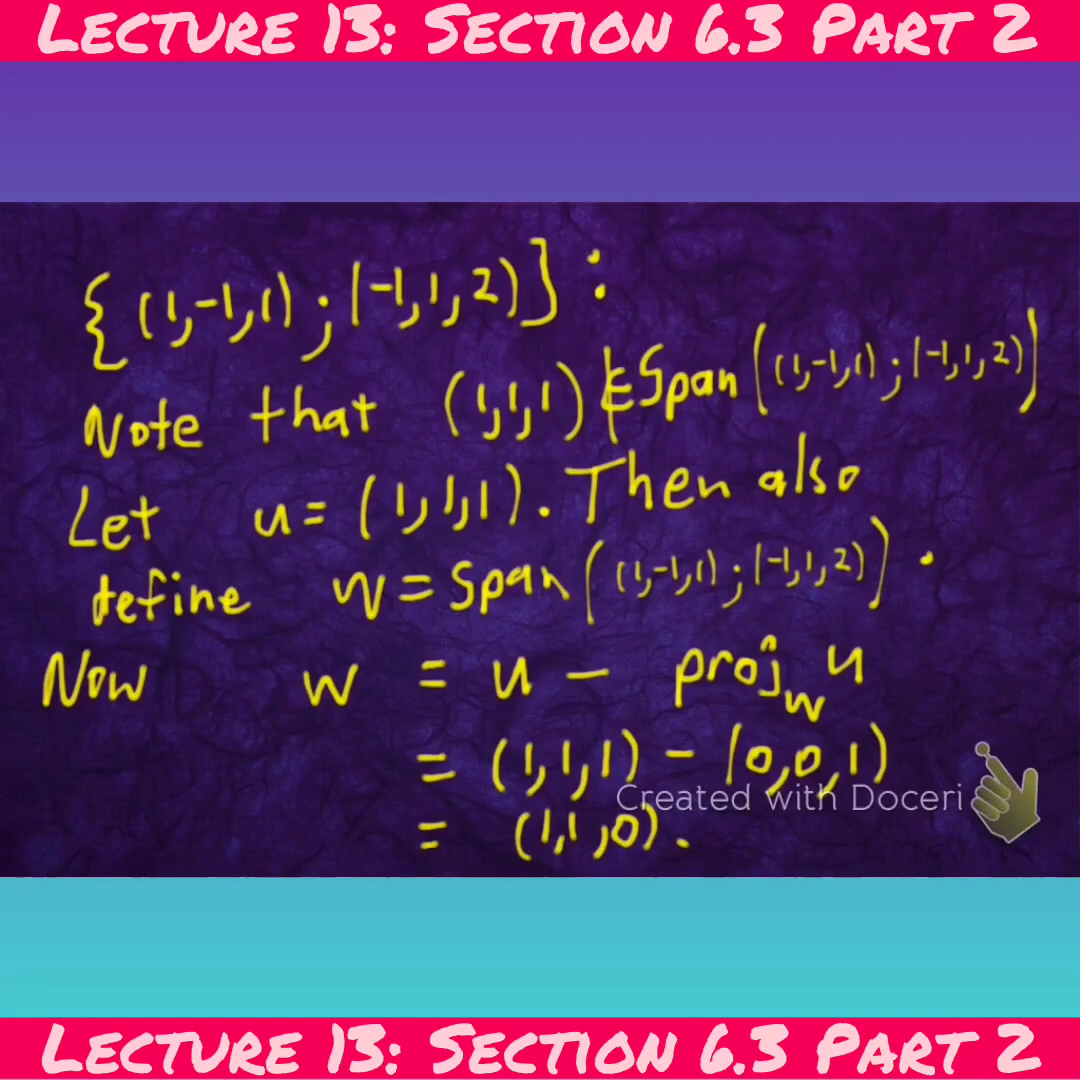 Lecture 13: Section 6.3 Part 2
{(1,-1,1);(-1,1,2)}:
Note that (1,1,1) ∉ Span((1,-1,1);(-1,1,2))
Let u = (1,1,1). Then also
define W = Span((1,-1,1);(-1,1,2)).
Now w = u - proj_W u
= (1,1,1) - (0,0,1)
Created with Doceri
= (1,1,0).
Lecture 13: Section 6.3 Part 2